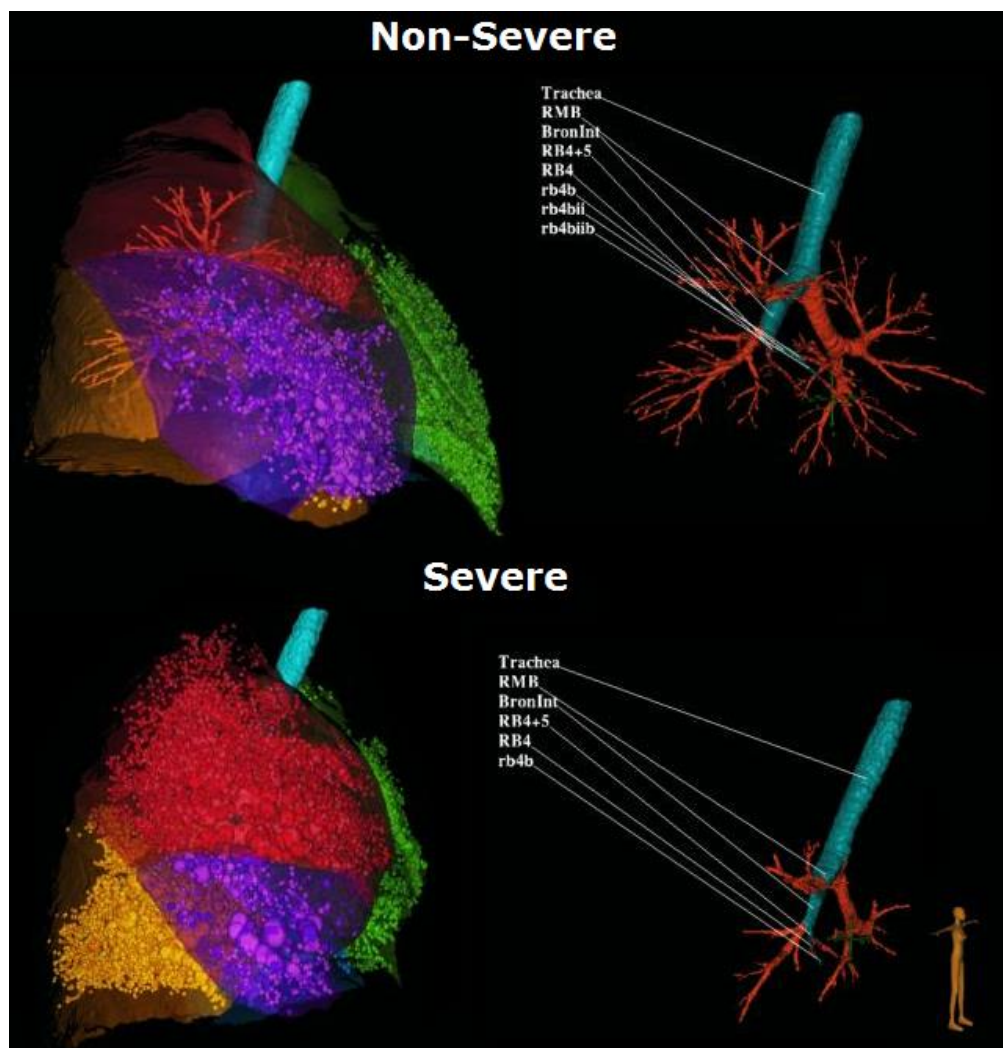 Non-Severe
Trachea
RMB
BronInt
RB4+5
RB4
rb4b
rb4bii
rb4biib
Severe
Trachea
RMB
BronInt
RB4+5
RB4
rb4b